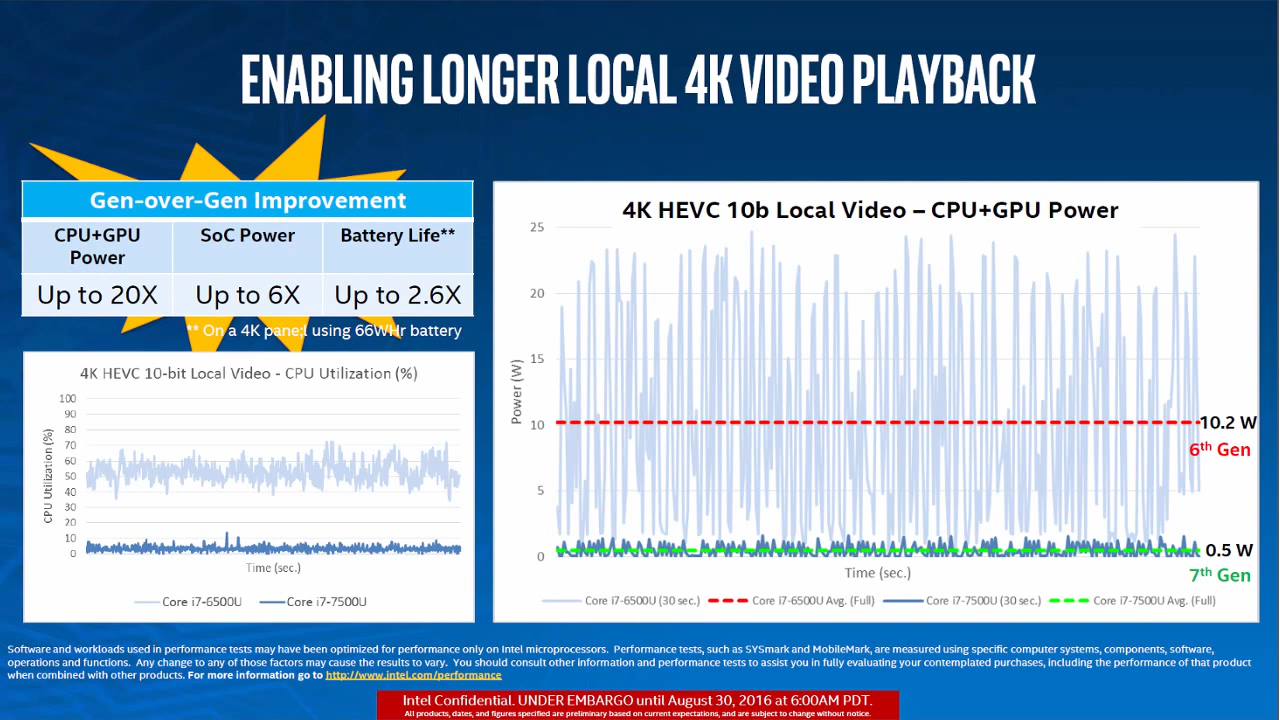 ENABLING LONGER LOCAL 4K VIDEO PLAYBACK
Gen-over-Gen Improvement
CPU+GPU Power
SoC Power
Battery Life**
Up to 20X
Up to 6X
Up to 2.6X
** On a 4K pane;l using 66WHr battery
4K HEVC 10-bit Local Video - CPU Utilization (%)
CPU Utilization (%)
100
90
80
70
60
50
40
30
20
10
0
Time (sec.)
Core i7-6500U
Core i7-7500U
4K HEVC 10b Local Video – CPU+GPU Power
Power (W)
25
20
15
10
5
0
10.2 W
6th Gen
0.5 W
7th Gen
Time (sec.)
Core i7-6500U (30 sec.)
Core i7-6500U Avg. (Full)
Core i7-7500U (30 sec.)
Core i7-7500U Avg. (Full)
Software and workloads used in performance tests may have been optimized for performance only on Intel microprocessors. Performance tests, such as SYSmark and MobileMark, are measured using specific computer systems, components, software,
operations and functions. Any change to any of those factors may cause the results to vary. You should consult other information and performance tests to assist you in fully evaluating your contemplated purchases, including the performance of that product
when combined with other products. For more information go to http://www.intel.com/performance
Intel Confidential. UNDER EMBARGO until August 30, 2016 at 6:00AM PDT.
All products, dates, and figures specified are preliminary based on current expectations, and are subject to change without notice.